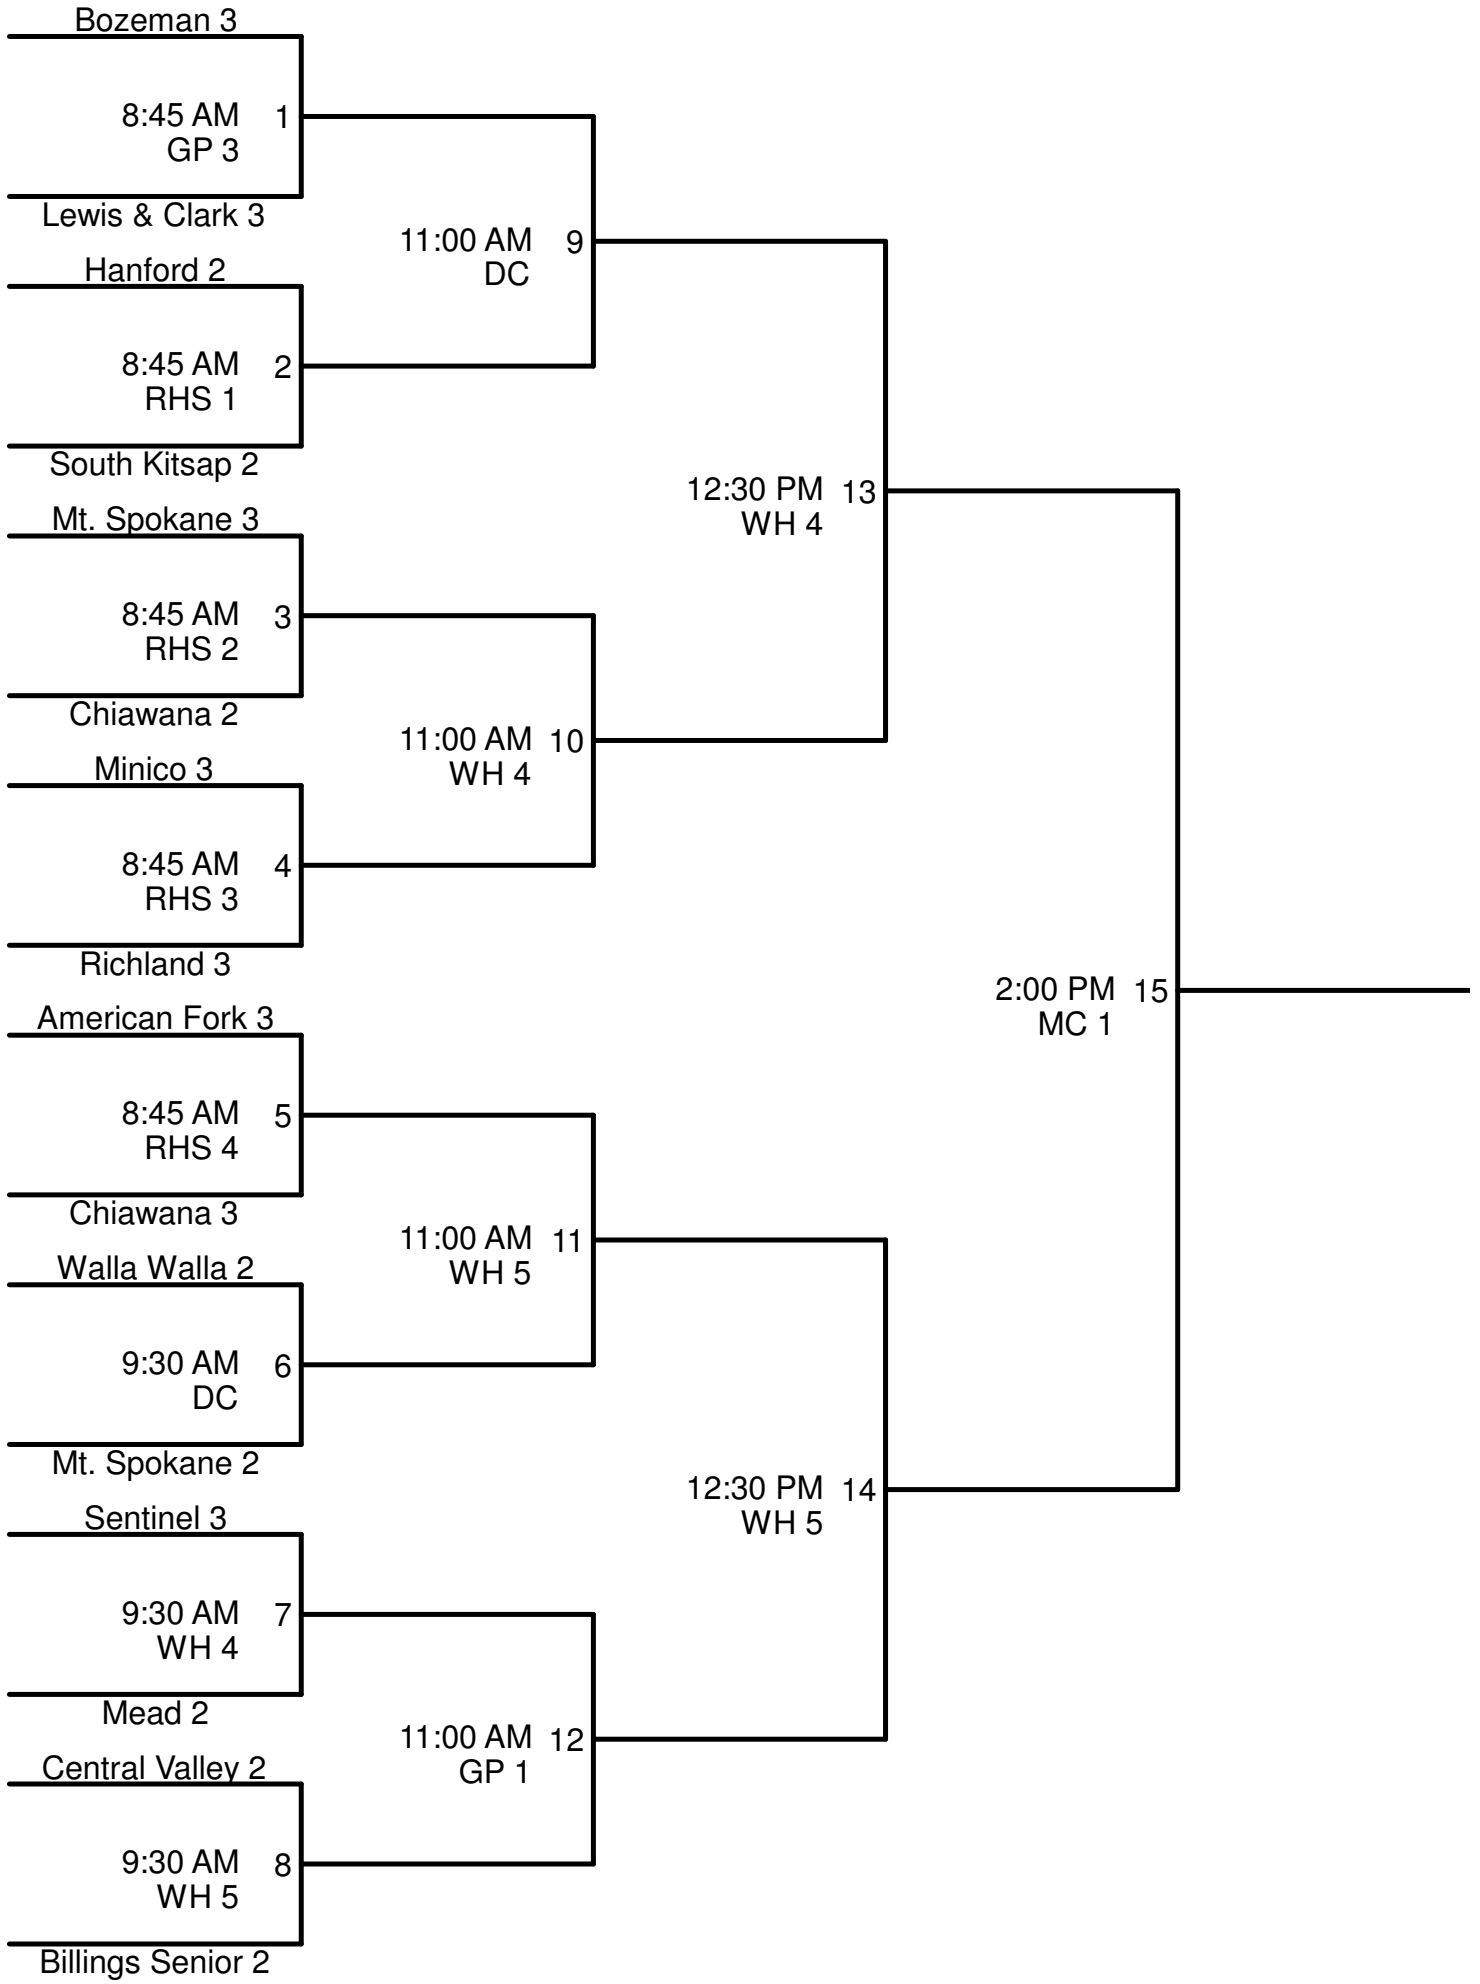 Bozeman 3
8:45 AM 1
GP 3
Lewis & Clark 3
11:00 AM 9
DC
Hanford 2
8:45 AM 2
RHS 1
South Kitsap 2
12:30 PM 13
WH 4
Mt. Spokane 3
8:45 AM 3
RHS 2
Chiawana 2
11:00 AM 10
WH 4
Minico 3
8:45 AM 4
RHS 3
Richland 3
2:00 PM 15
MC 1
American Fork 3
8:45 AM 5
RHS 4
Chiawana 3
11:00 AM 11
WH 5
Walla Walla 2
9:30 AM 6
DC
Mt. Spokane 2
12:30 PM 14
WH 5
Sentinel 3
9:30 AM 7
WH 4
Mead 2
11:00 AM 12
GP 1
Central Valley 2
9:30 AM 8
WH 5
Billings Senior 2